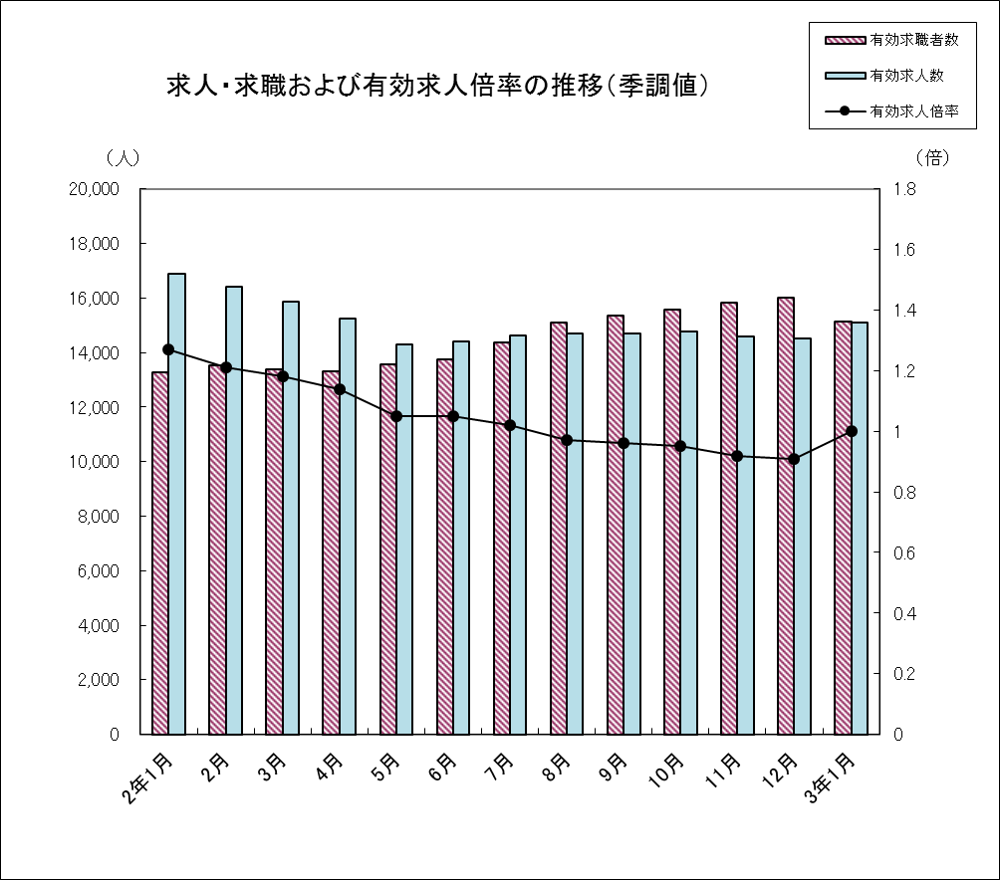 有効求職者数
有効求人数
有効求人倍率
求人・求職および有効求人倍率の推移（季調値）
（人）
（倍）
20,000
18,000
16,000
14,000
12,000
10,000
8,000
6,000
4,000
2,000
0
1.8
1.6
1.4
1.2
1
0.8
0.6
0.4
0.2
0
2年1月
2月
3月
4月
5月
6月
7月
8月
9月
10月
11月
12月
3年1月